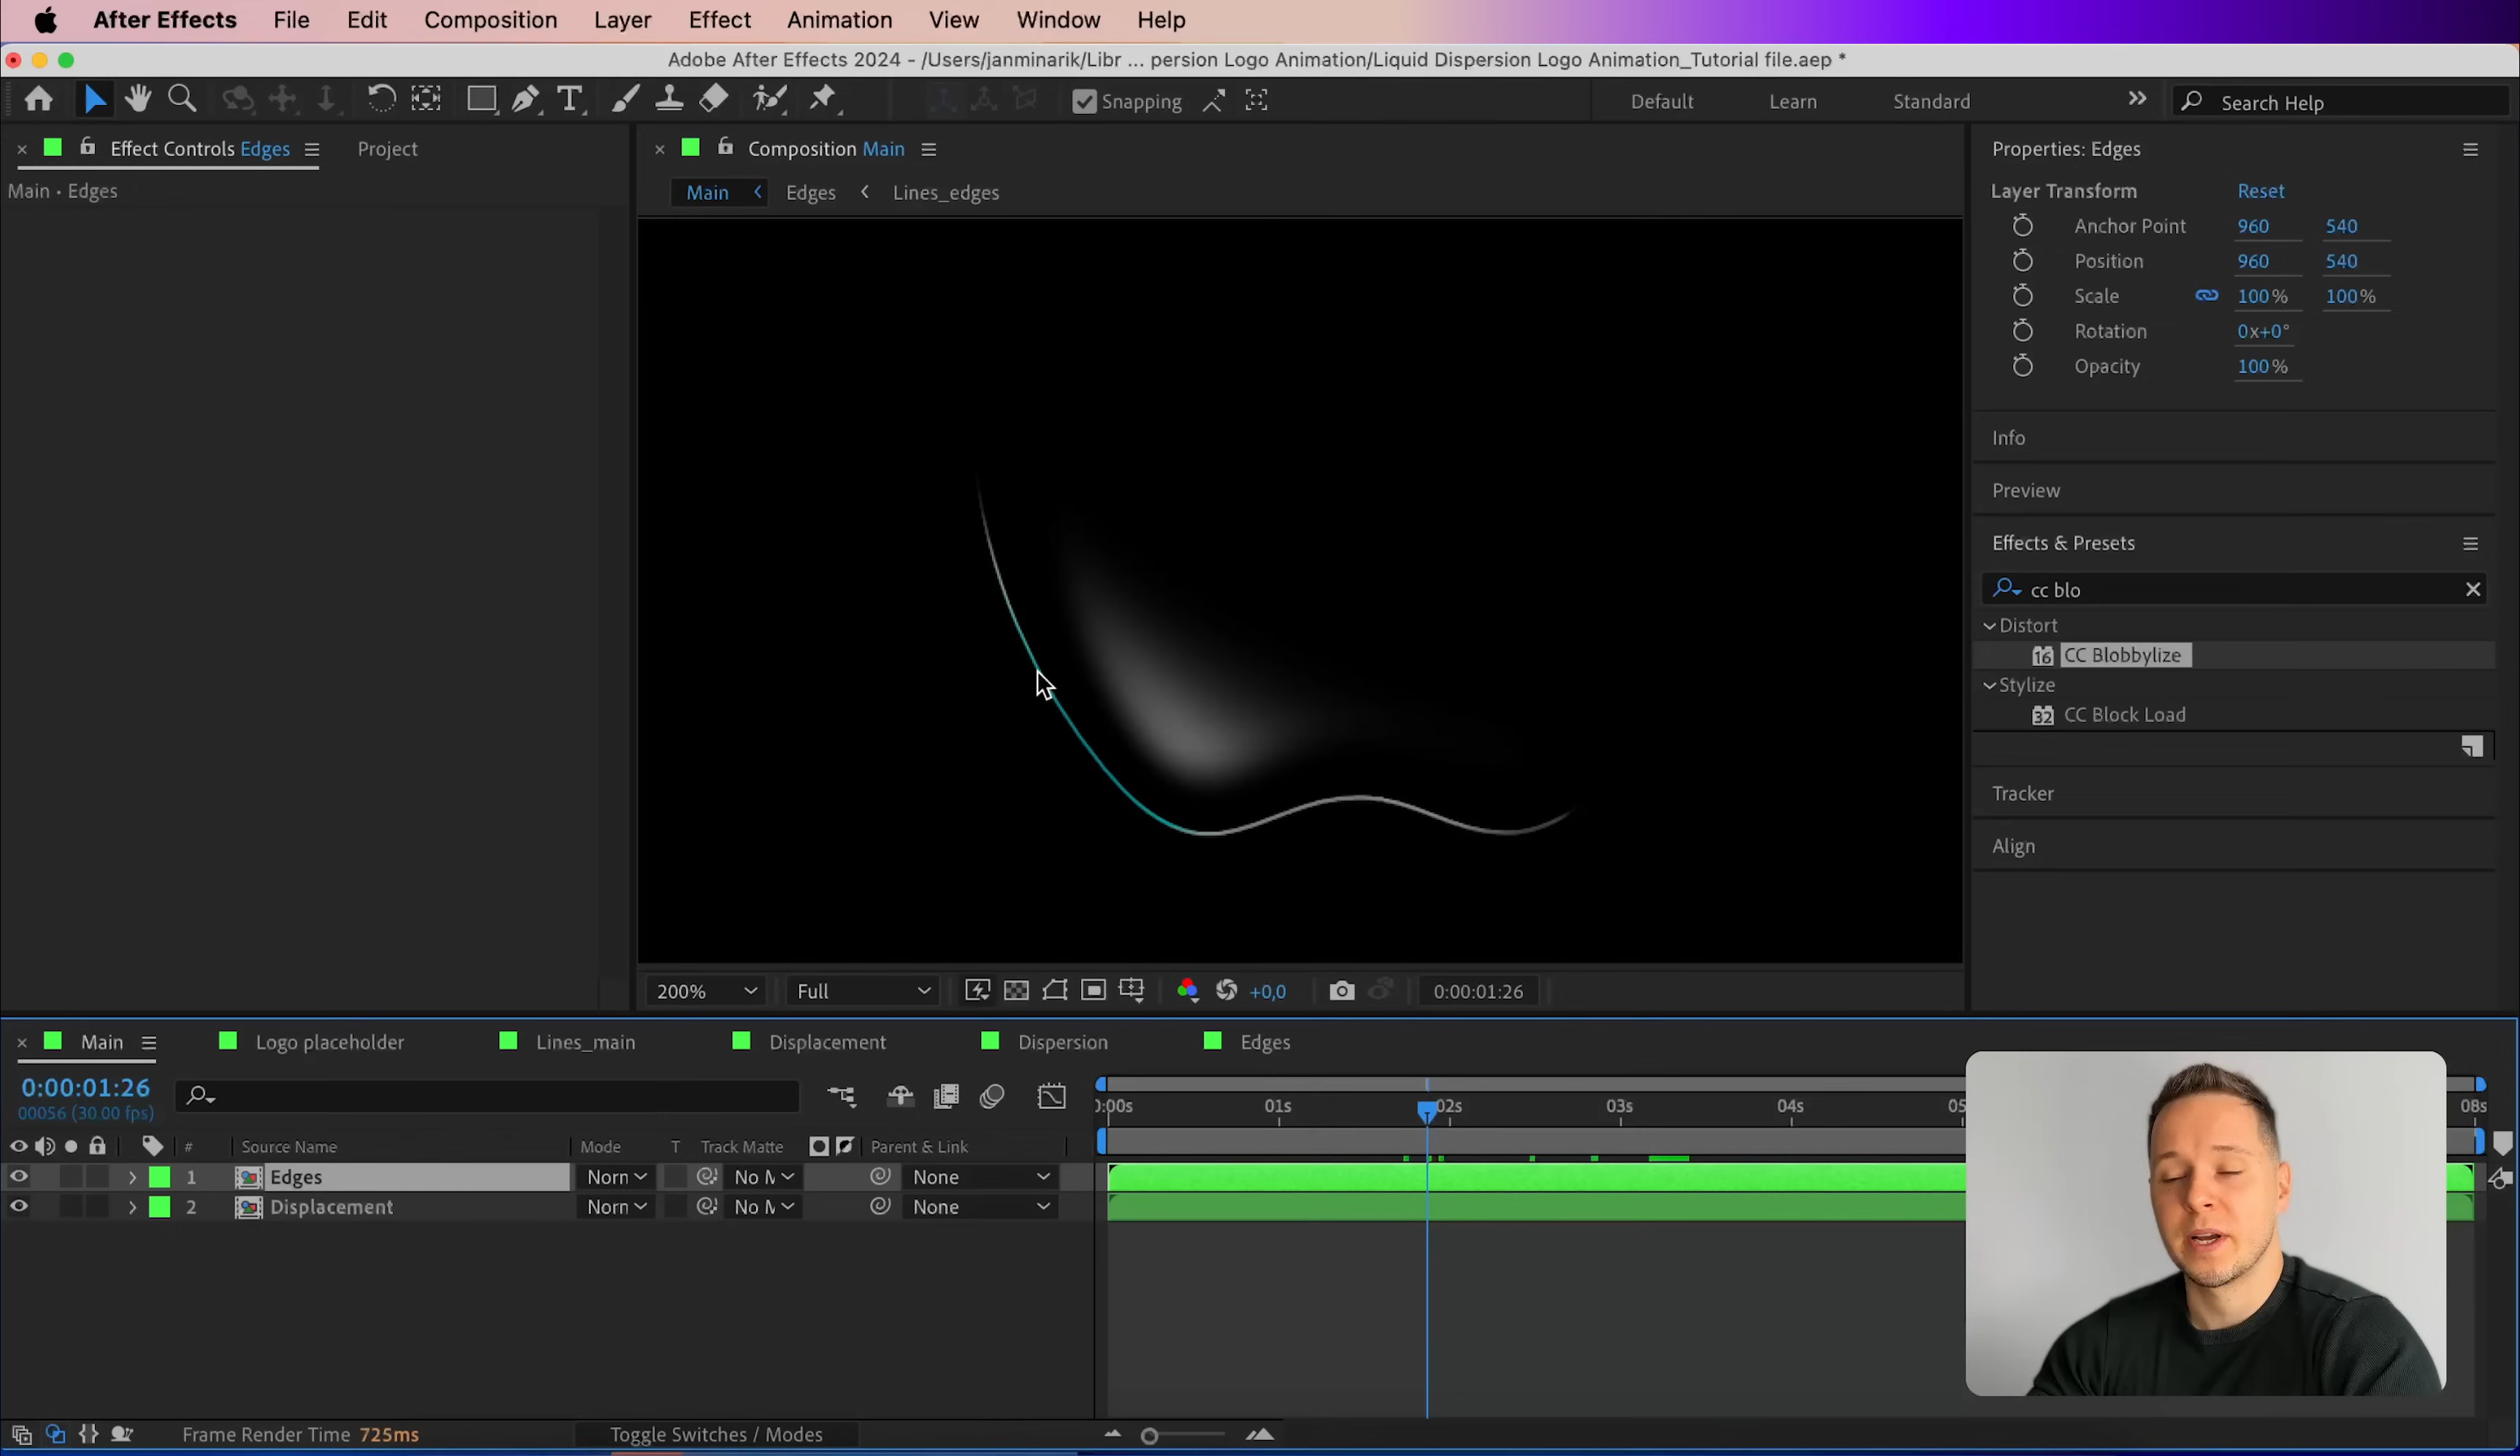 After Effects File Edit Composition Layer Effect Animation View Window Help
Adobe After Effects 2024 - /Users/janminarik/Libr ... persion Logo Animation/Liquid Dispersion Logo Animation_Tutorial file.aep *
Snapping Default Learn Standard Search Help
Effect Controls Edges Project
Main • Edges
Composition Main
Main Edges Lines_edges
Properties: Edges
Layer Transform Reset
Anchor Point 960 540
Position 960 540
Scale 100% 100%
Rotation 0x+0°
Opacity 100%
Info
Preview
Effects & Presets
cc blo
Distort
16 CC Blobbylize
Stylize
32 CC Block Load
Tracker
Align
200% Full +0,0 0:00:01:26
Main Logo placeholder Lines_main Displacement Dispersion Edges
0:00:01:26
00056 (30.00 fps)
0:00s 01s 02s 03s 04s 05 08s
# Source Name Mode T Track Matte Parent & Link
1 Edges Norn No M None
2 Displacement Norn No M None
Frame Render Time 725ms Toggle Switches / Modes